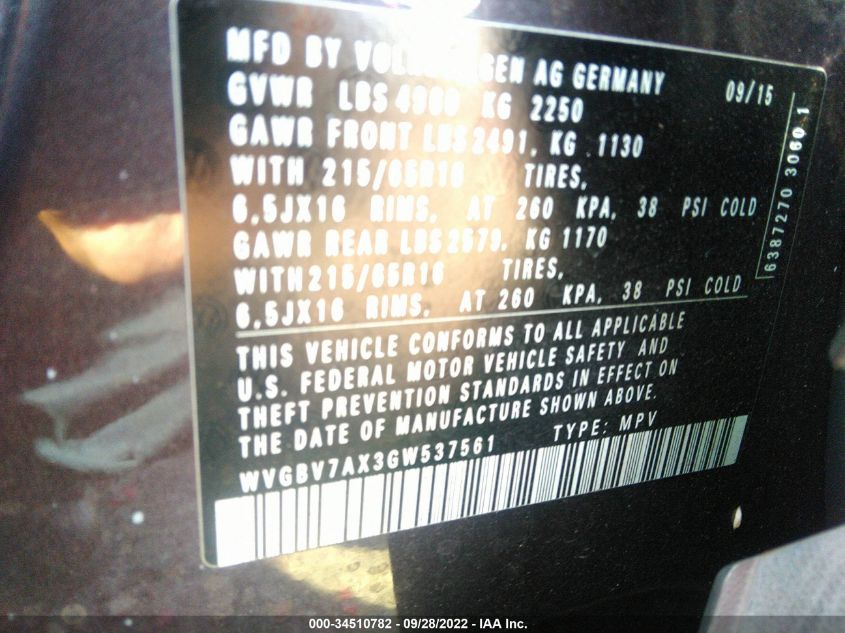 MFD BY VOLKSWAGEN AG GERMANY 09/15
GVWR LBS 4960 KG 2250
GAWR FRONT LBS 2491, KG 1130
WITH 215/65R16 TIRES,
6,5JX16 RIMS, AT 260 KPA, 38 PSI COLD
GAWR REAR LBS 2579, KG 1170
WITH 215/65R16 TIRES,
6,5JX16 RIMS, AT 260 KPA, 38 PSI COLD
6387270 3060 1
THIS VEHICLE CONFORMS TO ALL APPLICABLE
U.S. FEDERAL MOTOR VEHICLE SAFETY AND
THEFT PREVENTION STANDARDS IN EFFECT ON
THE DATE OF MANUFACTURE SHOWN ABOVE.
WVGBV7AX3GW537561 TYPE: MPV
000-34510782 - 09/28/2022 - IAA Inc.